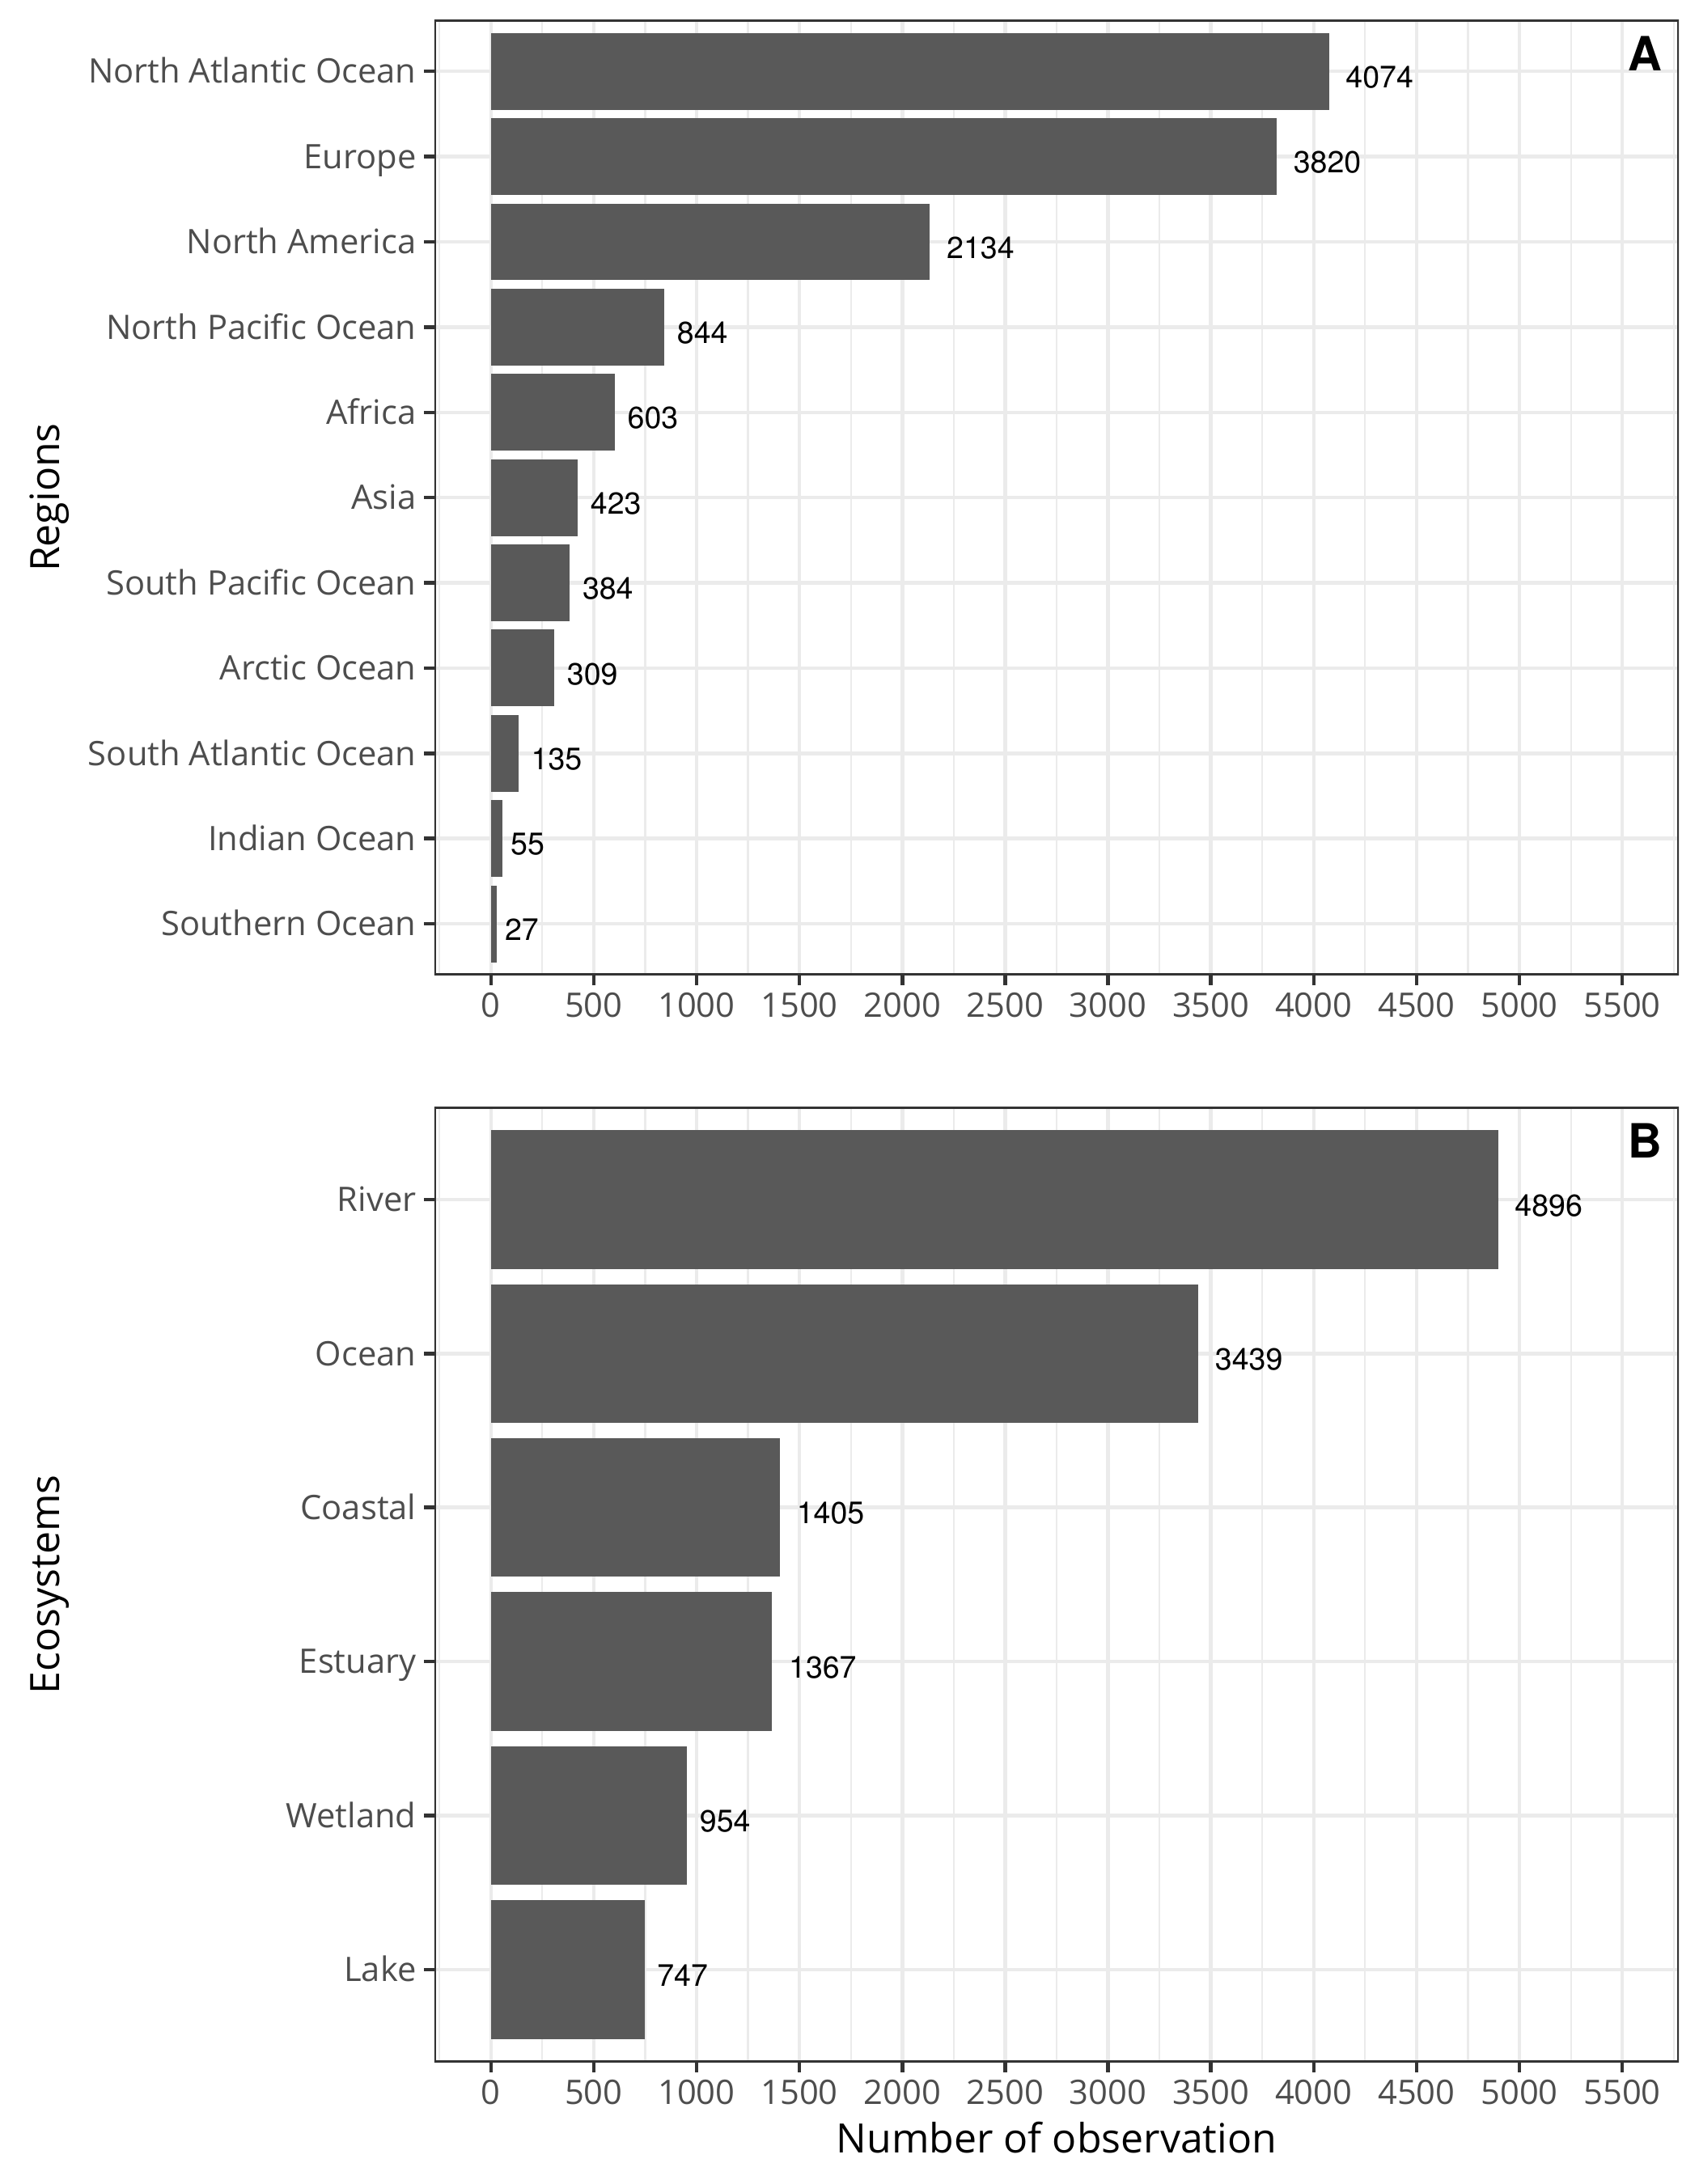 A
Regions
North Atlantic Ocean 4074
Europe 3820
North America 2134
North Pacific Ocean 844
Africa 603
Asia 423
South Pacific Ocean 384
Arctic Ocean 309
South Atlantic Ocean 135
Indian Ocean 55
Southern Ocean 27
0 500 1000 1500 2000 2500 3000 3500 4000 4500 5000 5500
B
Ecosystems
River 4896
Ocean 3439
Coastal 1405
Estuary 1367
Wetland 954
Lake 747
0 500 1000 1500 2000 2500 3000 3500 4000 4500 5000 5500
Number of observation